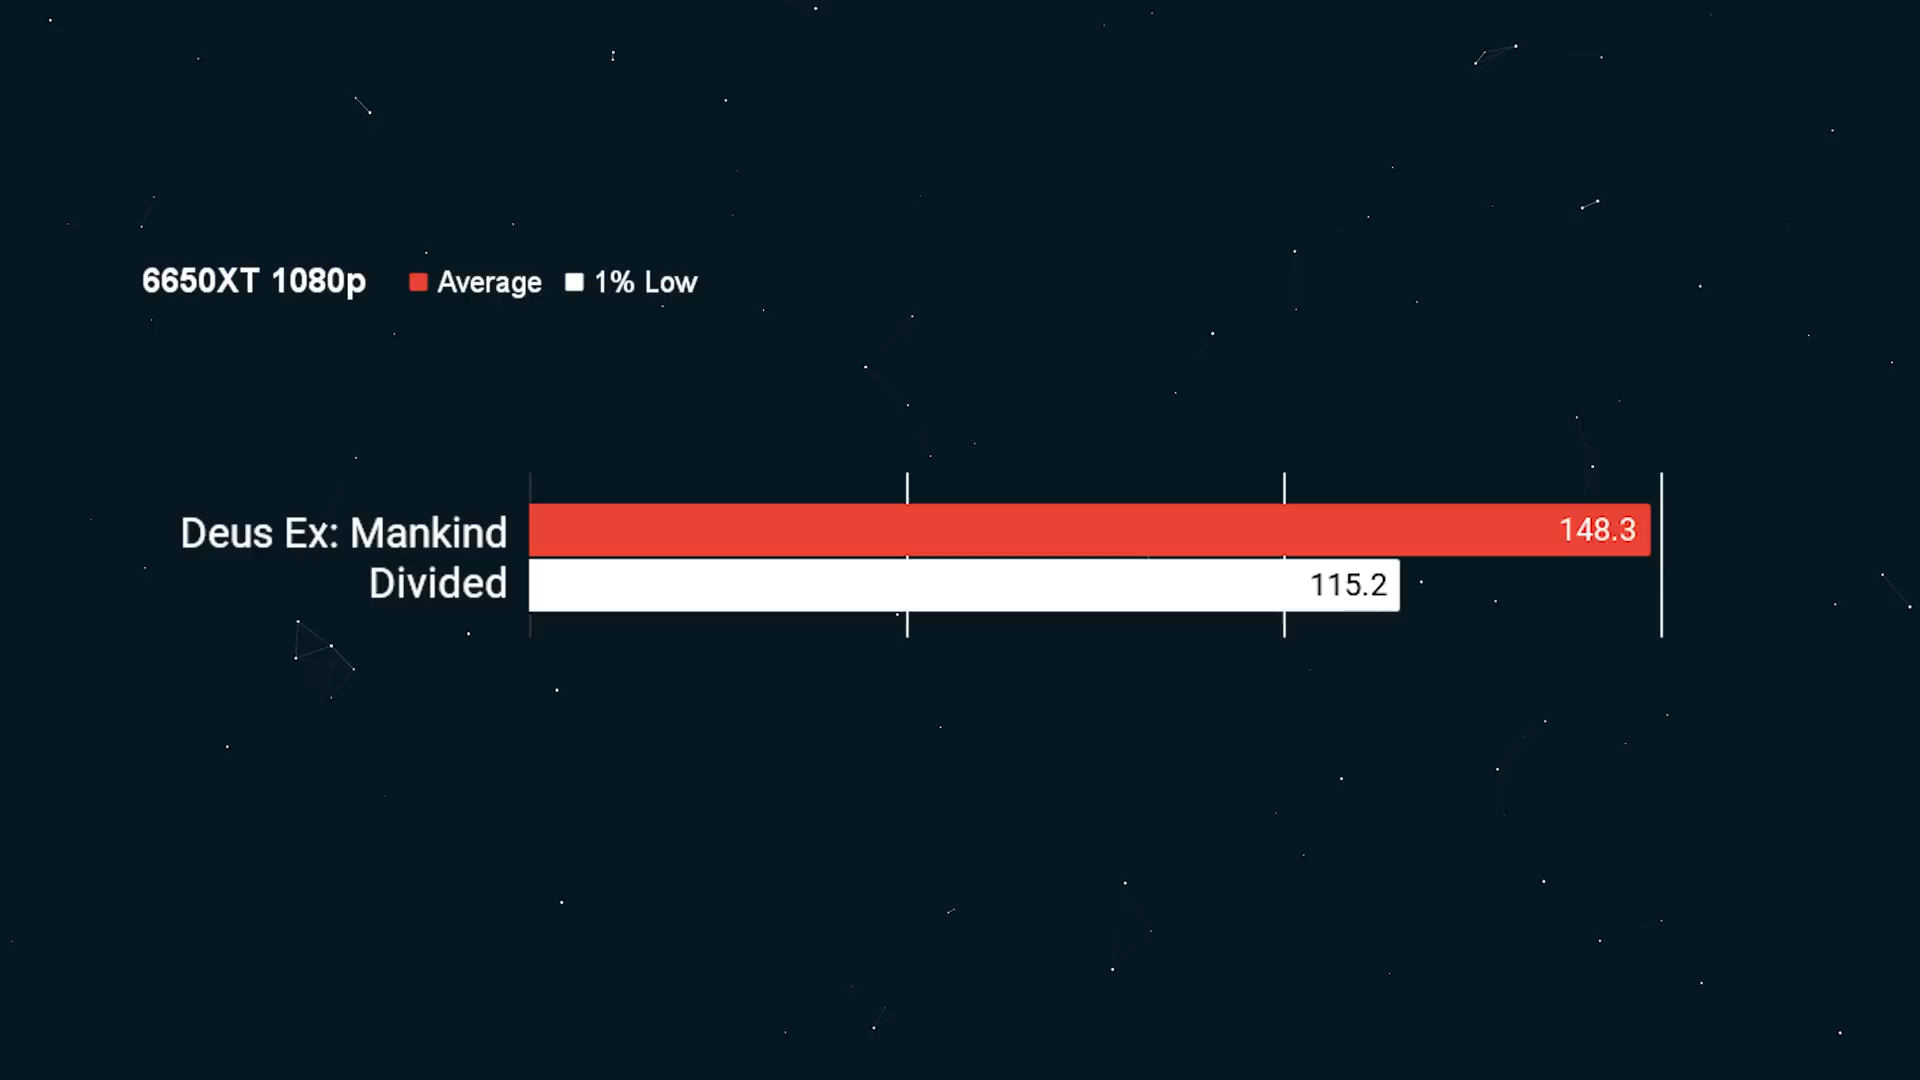 6650XT 1080p Average 1% Low
Deus Ex: Mankind
Divided
148.3
115.2